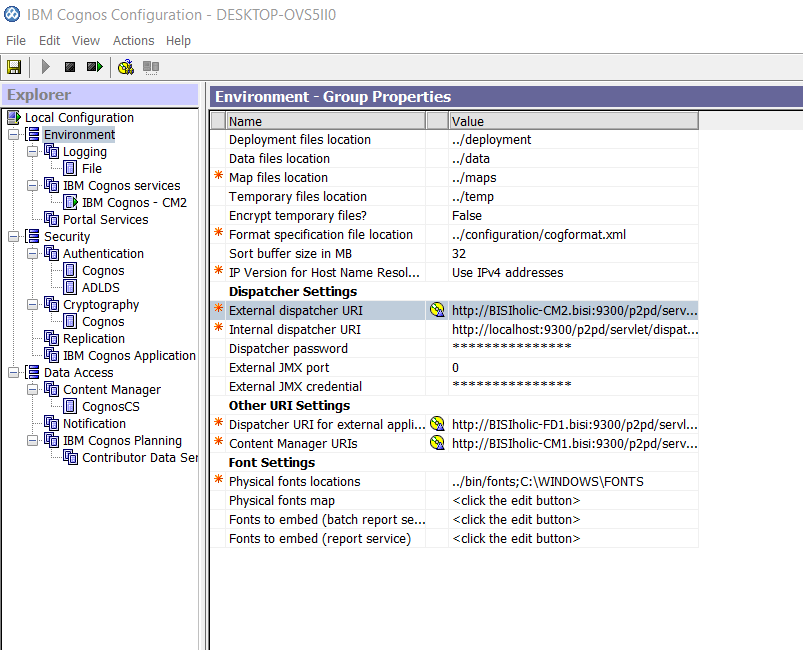 IBM Cognos Configuration - DESKTOP-OVS5II0
File Edit View Actions Help
Explorer
Local Configuration
Environment
Logging
File
IBM Cognos services
IBM Cognos - CM2
Portal Services
Security
Authentication
Cognos
ADLDS
Cryptography
Cognos
Replication
IBM Cognos Application
Data Access
Content Manager
CognosCS
Notification
IBM Cognos Planning
Contributor Data Ser
Environment - Group Properties
Name Value
Deployment files location ../deployment
Data files location ../data
* Map files location ../maps
Temporary files location ../temp
Encrypt temporary files? False
* Format specification file location ../configuration/cogformat.xml
Sort buffer size in MB 32
* IP Version for Host Name Resol... Use IPv4 addresses
Dispatcher Settings
* External dispatcher URI http://BISIholic-CM2.bisi:9300/p2pd/serv...
* Internal dispatcher URI http://localhost:9300/p2pd/servlet/dispat...
Dispatcher password ***************
External JMX port 0
External JMX credential ***************
Other URI Settings
* Dispatcher URI for external appli... http://BISIholic-FD1.bisi:9300/p2pd/servl...
* Content Manager URIs http://BISIholic-CM1.bisi:9300/p2pd/serv...
Font Settings
* Physical fonts locations ../bin/fonts;C:\WINDOWS\FONTS
Physical fonts map <click the edit button>
Fonts to embed (batch report se... <click the edit button>
Fonts to embed (report service) <click the edit button>